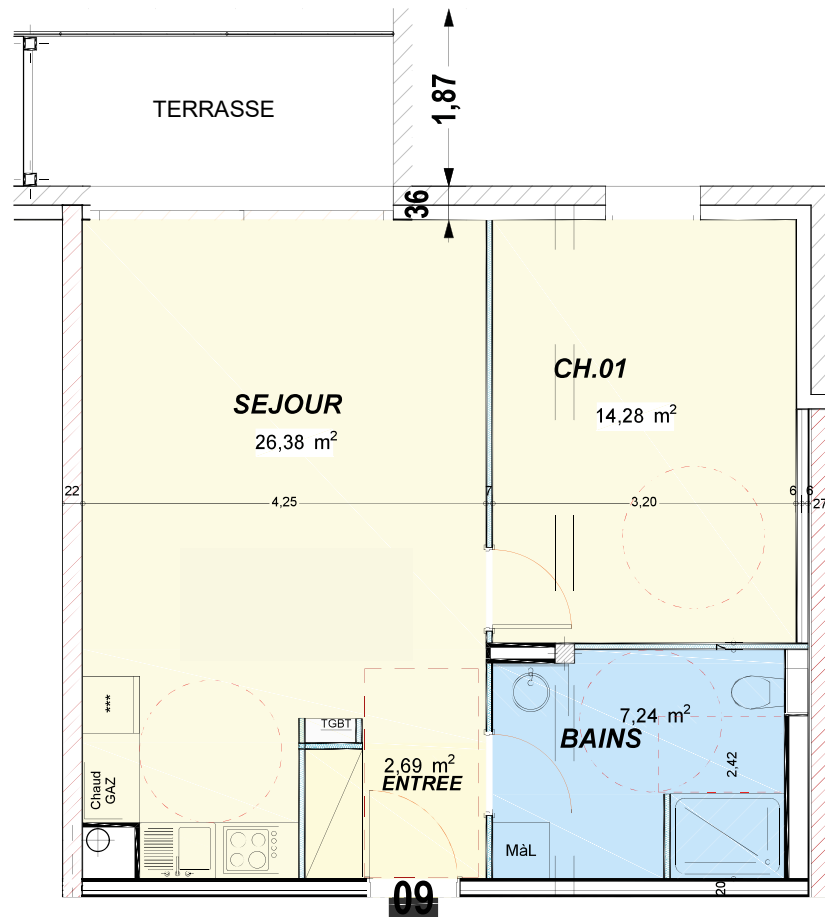 TERRASSE
1,87
36
CH.01
14,28 m²
SEJOUR
26,38 m²
22
4,25
7
3,20
6
6
27
7
7,24 m²
BAINS
2,42
***
TGBT
2,69 m²
ENTREE
Chaud
GAZ
MàL
20
09